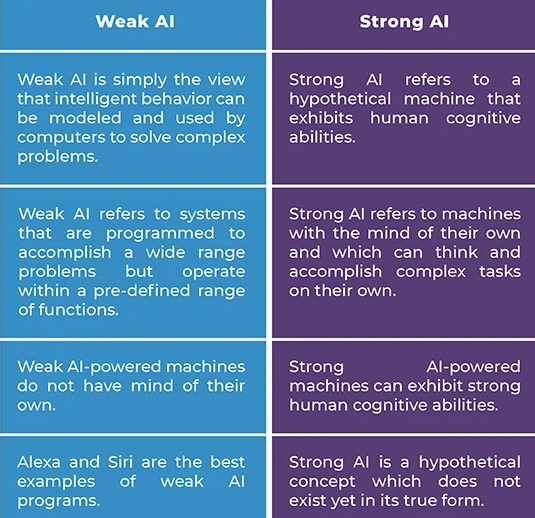 Weak AI
Strong AI
Weak AI is simply the view
that intelligent behavior can
be modeled and used by
computers to solve complex
problems.
Strong AI refers to a
hypothetical machine that
exhibits human cognitive
abilities.
Weak AI refers to systems
that are programmed to
accomplish a wide range
problems but operate
within a pre-defined range
of functions.
Strong AI refers to machines
with the mind of their own
and which can think and
accomplish complex tasks
on their own.
Weak AI-powered machines
do not have mind of their
own.
Strong AI-powered
machines can exhibit strong
human cognitive abilities.
Alexa and Siri are the best
examples of weak AI
programs.
Strong AI is a hypothetical
concept which does not
exist yet in its true form.